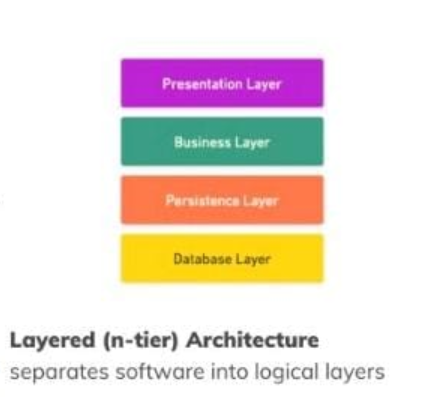 Presentation Layer
Business Layer
Persistence Layer
Database Layer
Layered (n-tier) Architecture
separates software into logical layers